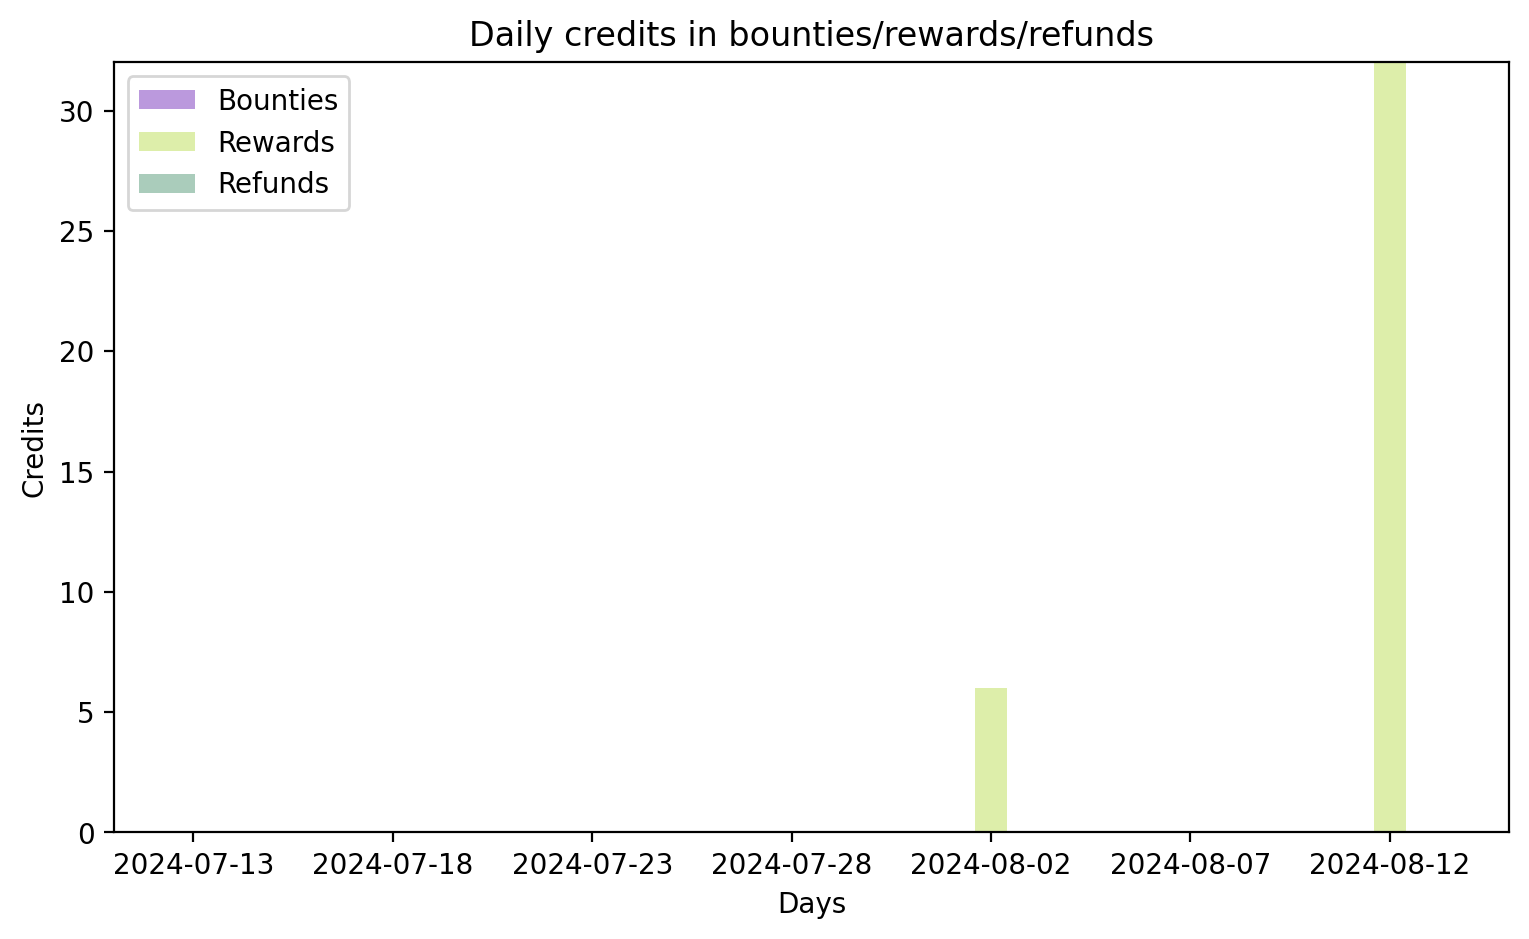 Daily credits in bounties/rewards/refunds
Bounties
Rewards
Refunds
30
25
20
15
10
5
0
Credits
2024-07-13 2024-07-18 2024-07-23 2024-07-28 2024-08-02 2024-08-07 2024-08-12
Days